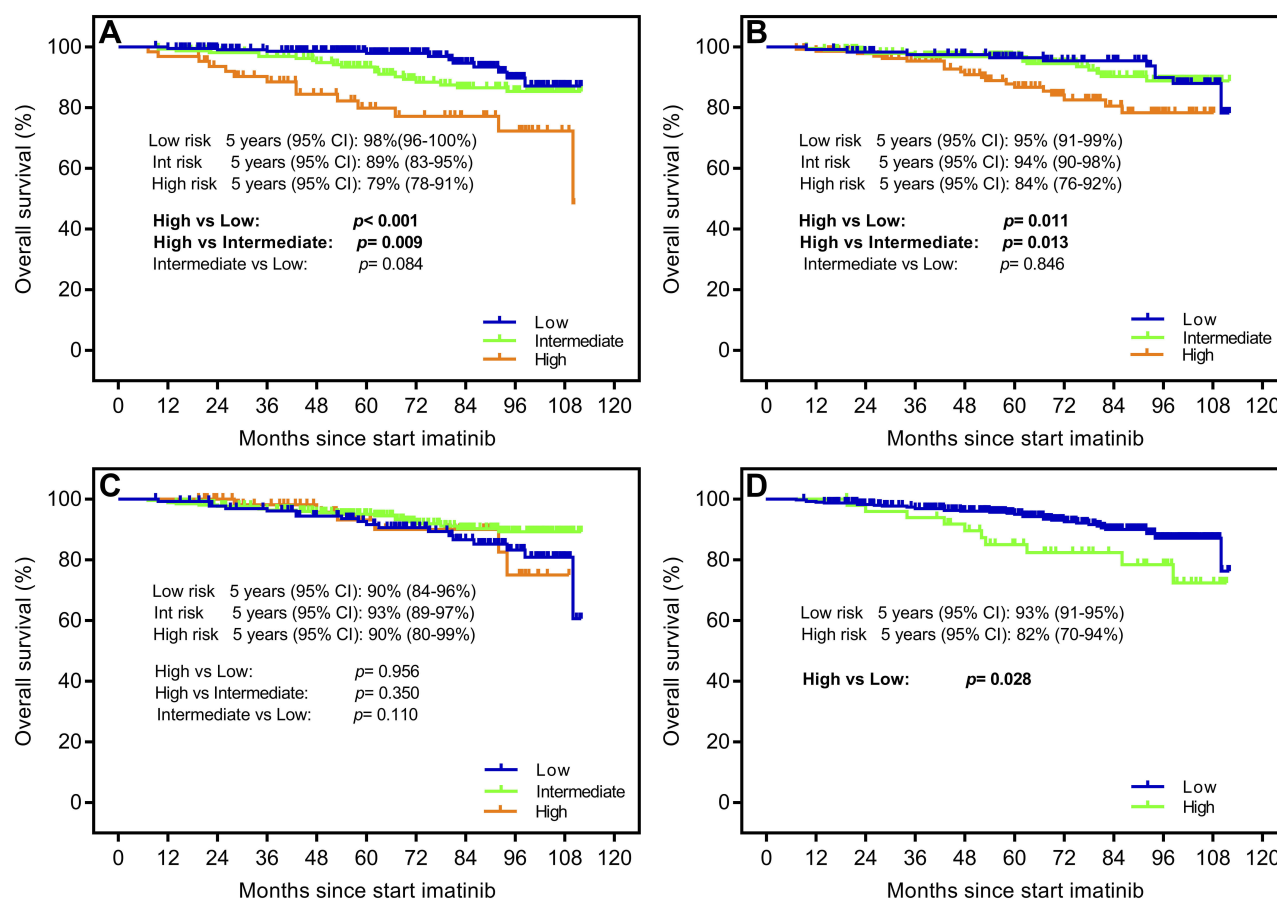 A
Overall survival (%)
100
80
60
40
20
0
Low risk 5 years (95% CI): 98%(96-100%)
Int risk 5 years (95% CI): 89% (83-95%)
High risk 5 years (95% CI): 79% (78-91%)
High vs Low: p< 0.001
High vs Intermediate: p= 0.009
Intermediate vs Low: p= 0.084
Low
Intermediate
High
0 12 24 36 48 60 72 84 96 108 120
Months since start imatinib
B
Overall survival (%)
100
80
60
40
20
0
Low risk 5 years (95% CI): 95% (91-99%)
Int risk 5 years (95% CI): 94% (90-98%)
High risk 5 years (95% CI): 84% (76-92%)
High vs Low: p= 0.011
High vs Intermediate: p= 0.013
Intermediate vs Low: p= 0.846
Low
Intermediate
High
0 12 24 36 48 60 72 84 96 108 120
Months since start imatinib
C
Overall survival (%)
100
80
60
40
20
0
Low risk 5 years (95% CI): 90% (84-96%)
Int risk 5 years (95% CI): 93% (89-97%)
High risk 5 years (95% CI): 90% (80-99%)
High vs Low: p= 0.956
High vs Intermediate: p= 0.350
Intermediate vs Low: p= 0.110
Low
Intermediate
High
0 12 24 36 48 60 72 84 96 108 120
Months since start imatinib
D
Overall survival (%)
100
80
60
40
20
0
Low risk 5 years (95% CI): 93% (91-95%)
High risk 5 years (95% CI): 82% (70-94%)
High vs Low: p= 0.028
Low
High
0 12 24 36 48 60 72 84 96 108 120
Months since start imatinib